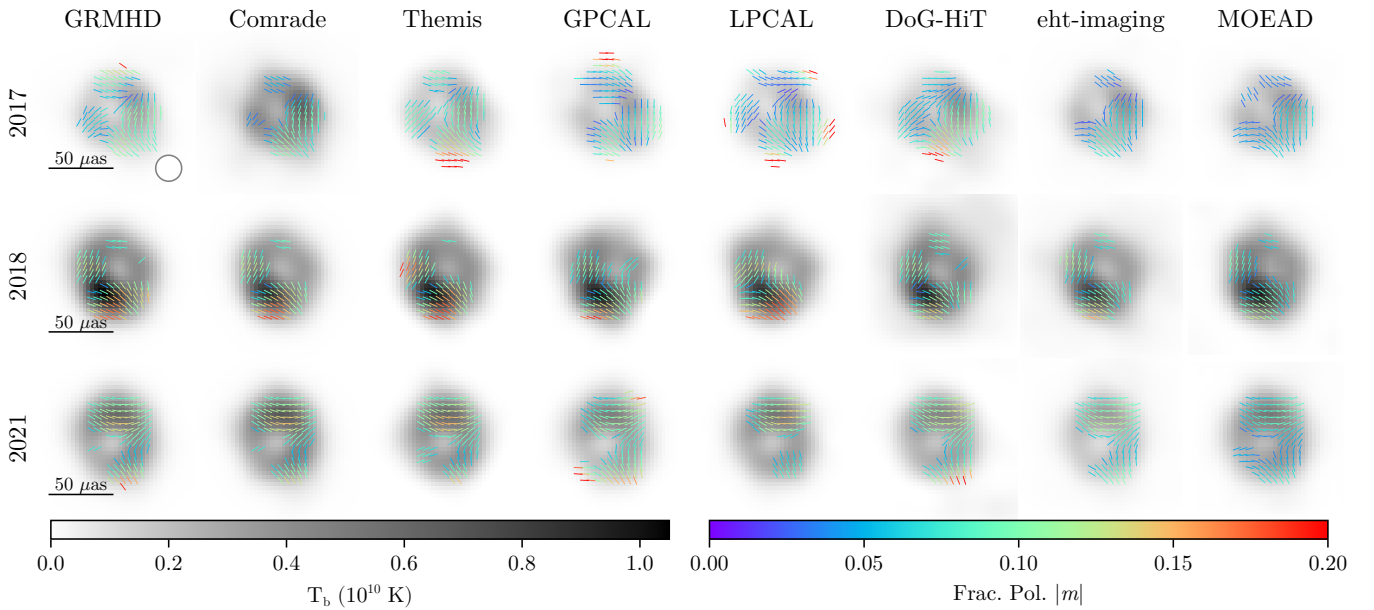 GRMHD Comrade Themis GPCAL LPCAL DoG-HiT eht-imaging MOEAD
2017
50 μas
2018
50 μas
2021
50 μas
0.0 0.2 0.4 0.6 0.8 1.0
T_b (10¹⁰ K)
0.00 0.05 0.10 0.15 0.20
Frac. Pol. |m|